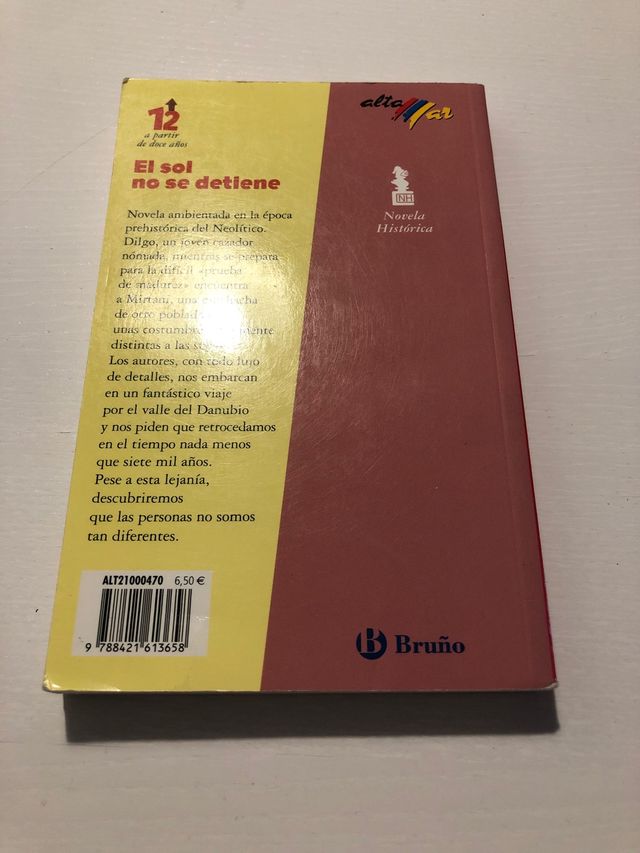 12
a partir
de doce años
El sol
no se detiene
Novela ambientada en la época
prehistórica del Neolítico.
Dilgo, un joven cazador
nómada, mientras se prepara
para la difícil «prueba
de madurez» encuentra
a Mirtani, una muchacha
de otro poblado
unas costumbres
distintas a las
Los autores, con todo lujo
de detalles, nos embarcan
en un fantástico viaje
por el valle del Danubio
y nos piden que retrocedamos
en el tiempo nada menos
que siete mil años.
Pese a esta lejanía,
descubriremos
que las personas no somos
tan diferentes.
ALT21000470 6,50 €
9 788421 613658
alta mar
NH
Novela
Histórica
B Bruño